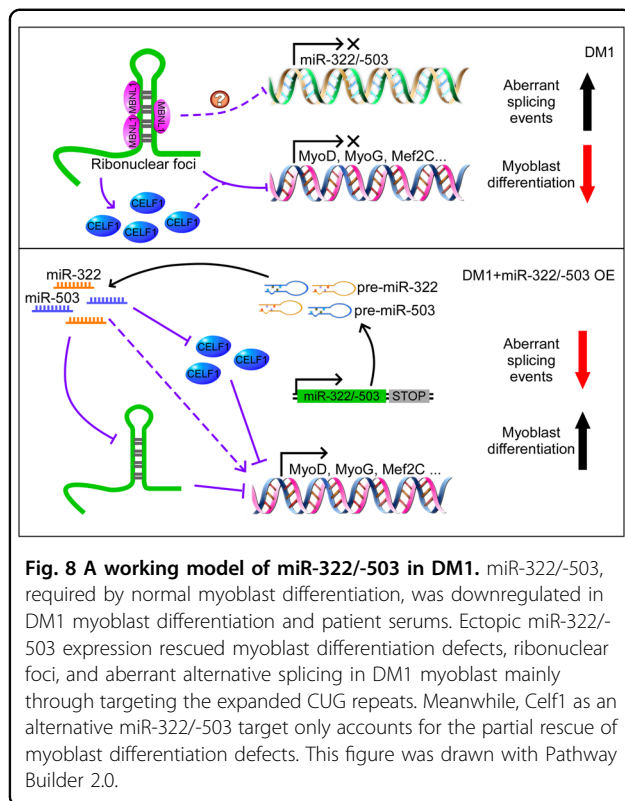 DM1
miR-322/-503
Aberrant
splicing
events
MBNL1
MBNL1
MBNL1
?
Ribonuclear foci
MyoD, MyoG, Mef2C...
Myoblast
differentiation
CELF1
CELF1
CELF1
CELF1
CELF1
miR-322
miR-503
pre-miR-322
pre-miR-503
DM1+miR-322/-503 OE
CELF1
CELF1
CELF1
Aberrant
splicing
events
miR-322/-503 STOP
Myoblast
differentiation
MyoD, MyoG, Mef2C ...
Fig. 8 A working model of miR-322/-503 in DM1. miR-322/-503,
required by normal myoblast differentiation, was downregulated in
DM1 myoblast differentiation and patient serums. Ectopic miR-322/-
503 expression rescued myoblast differentiation defects, ribonuclear
foci, and aberrant alternative splicing in DM1 myoblast mainly
through targeting the expanded CUG repeats. Meanwhile, Celf1 as an
alternative miR-322/-503 target only accounts for the partial rescue of
myoblast differentiation defects. This figure was drawn with Pathway
Builder 2.0.